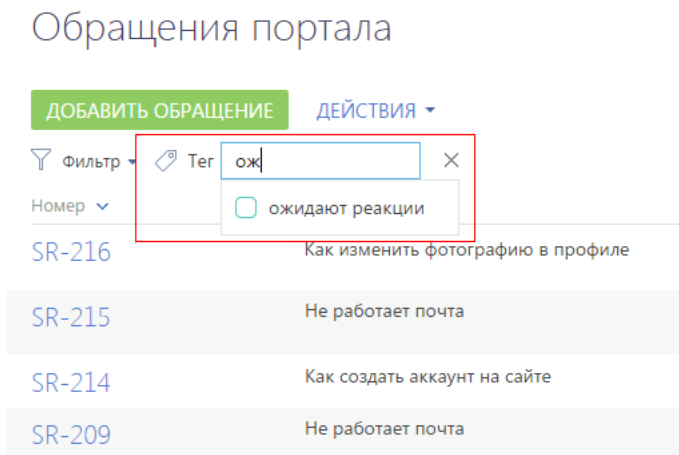 Обращения портала
ДОБАВИТЬ ОБРАЩЕНИЕ ДЕЙСТВИЯ
Фильтр Тег ож
Номер ожидают реакции
SR-216 Как изменить фотографию в профиле
SR-215 Не работает почта
SR-214 Как создать аккаунт на сайте
SR-209 Не работает почта